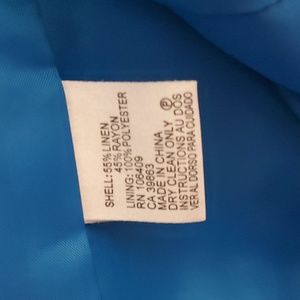 SHELL: 55% LINEN
45% RAYON
LINING: 100% POLYESTER
RN 106409
CA 39863
MADE IN CHINA
DRY CLEAN ONLY Ⓟ
INSTRUCTIONS AU DOS
VER AL DORSO PARA CUIDADO